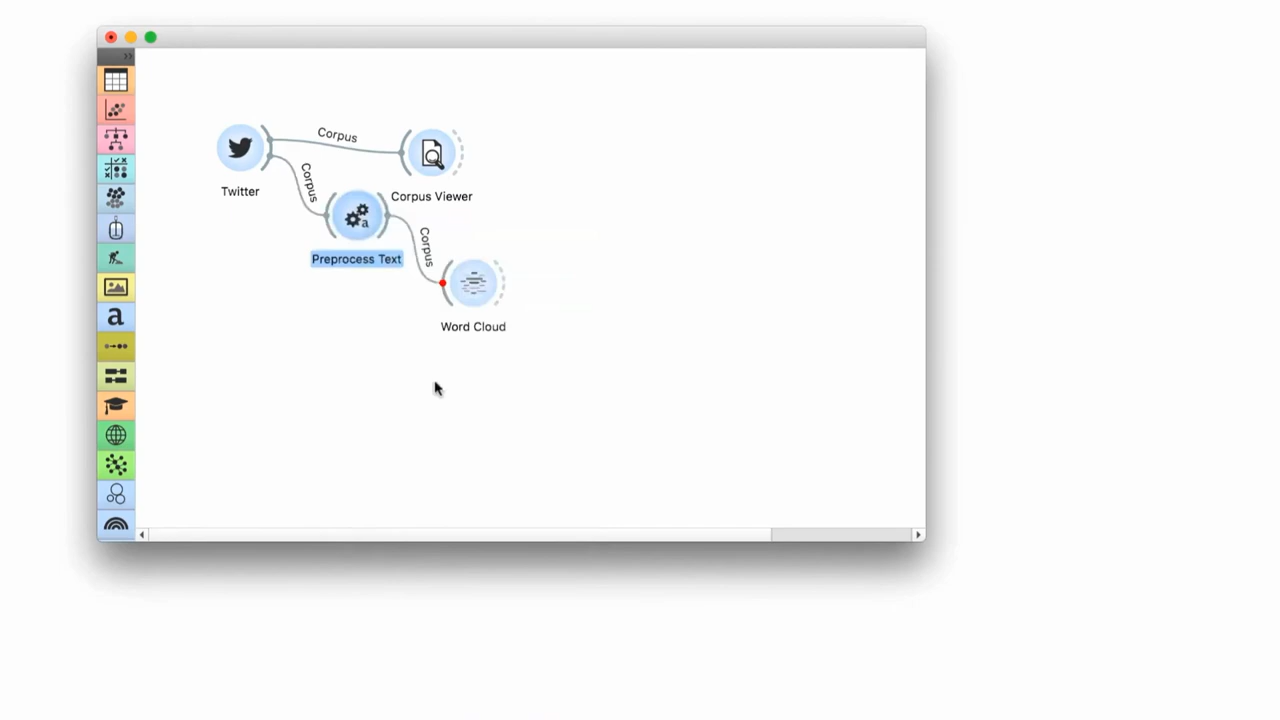 Corpus
Twitter
Corpus
Corpus Viewer
a
Preprocess Text
Corpus
Word Cloud
a